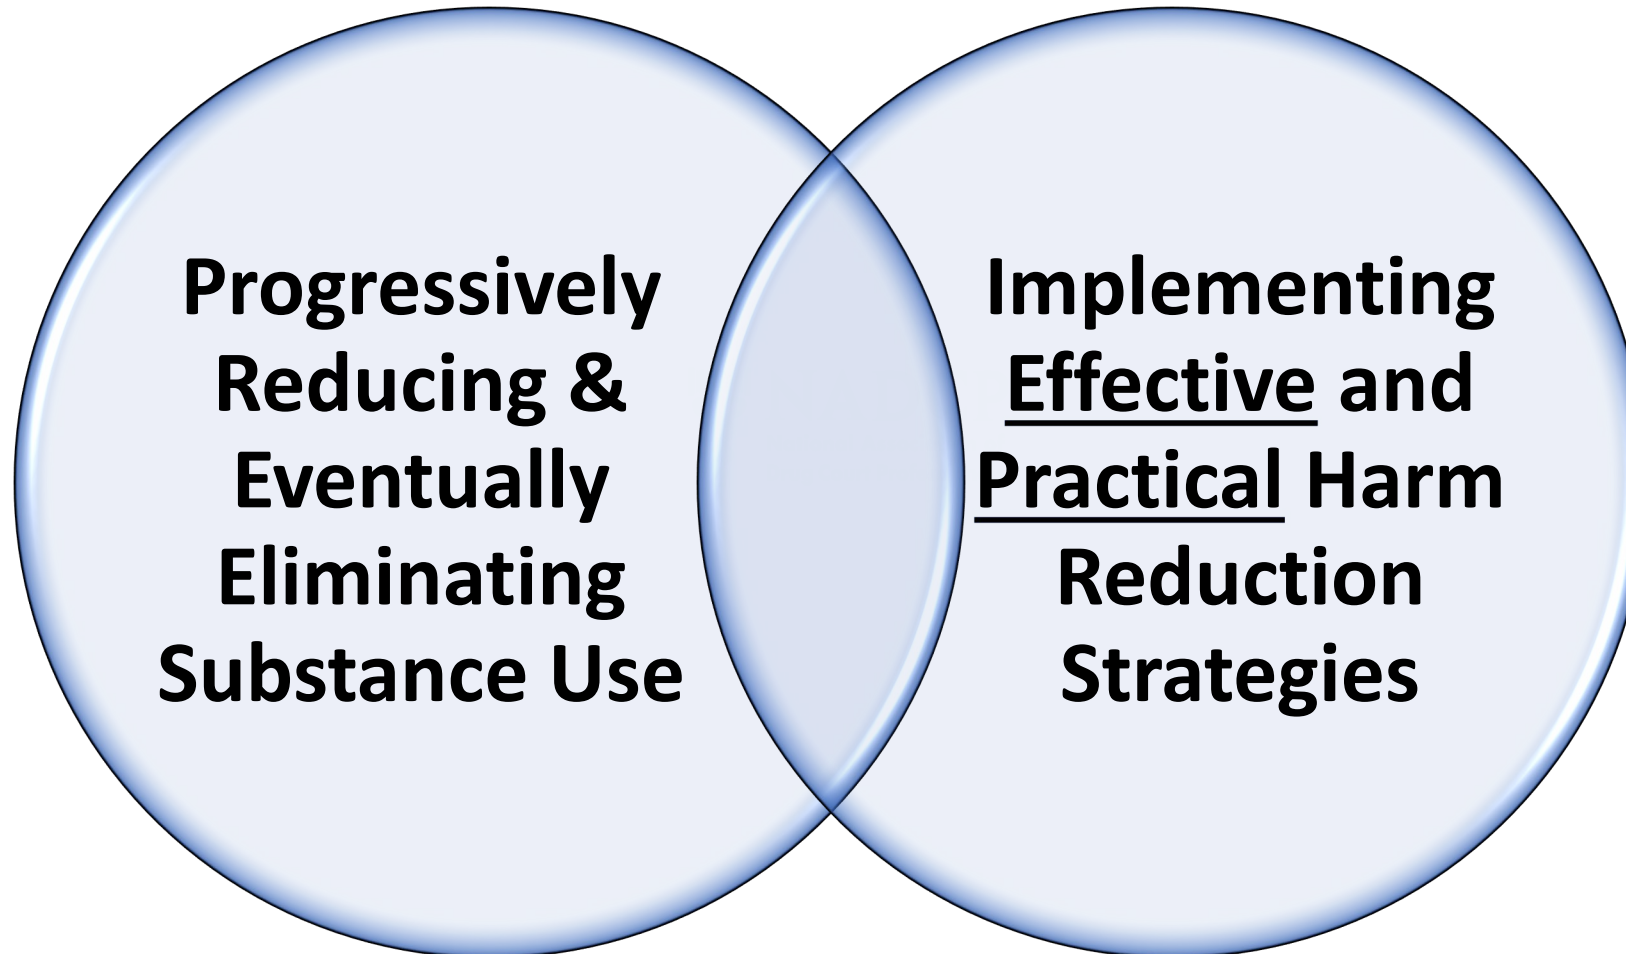 Progressively
Reducing &
Eventually
Eliminating
Substance Use
Implementing
Effective and
Practical Harm
Reduction
Strategies